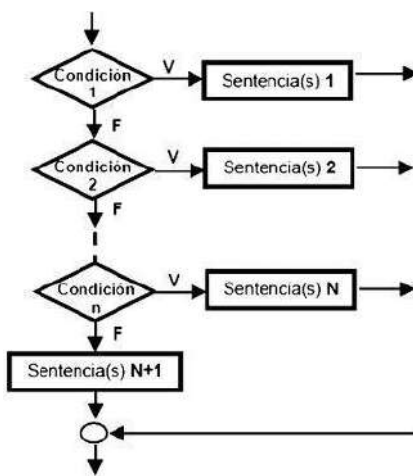 Condición
1
V
Sentencia(s) 1
F
Condición
2
V
Sentencia(s) 2
F
Condición
n
V
Sentencia(s) N
F
Sentencia(s) N+1